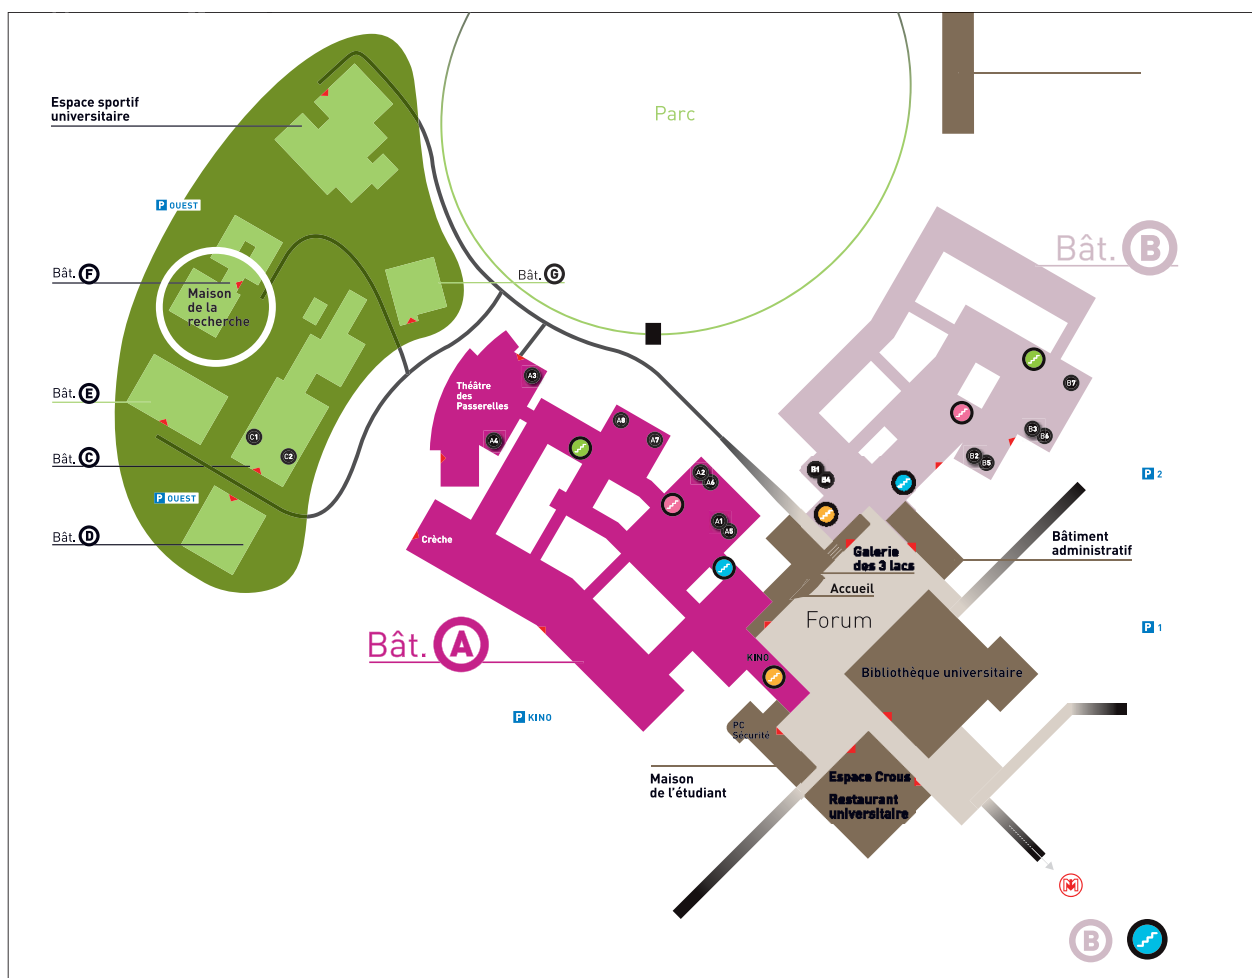 Espace sportif
universitaire
Parc
P OUEST
Bât. B
Bât. F
Bât. G
Maison
de la
recherche
Théâtre
des
Passerelles
A3
B7
Bât. E
A8
A7
A4
B3
B6
C1
C2
Bât. C
B2
B5
B1
B4
A2
A6
P 2
P OUEST
A1
A5
Bât. D
Crèche
Bâtiment
administratif
Galerie
des 3 lacs
Accueil
Forum
P 1
Bât. A
KINO
Bibliothèque universitaire
P KINO
PC
Sécurité
Maison
de l'étudiant
Espace Crous
Restaurant
universitaire
M
B